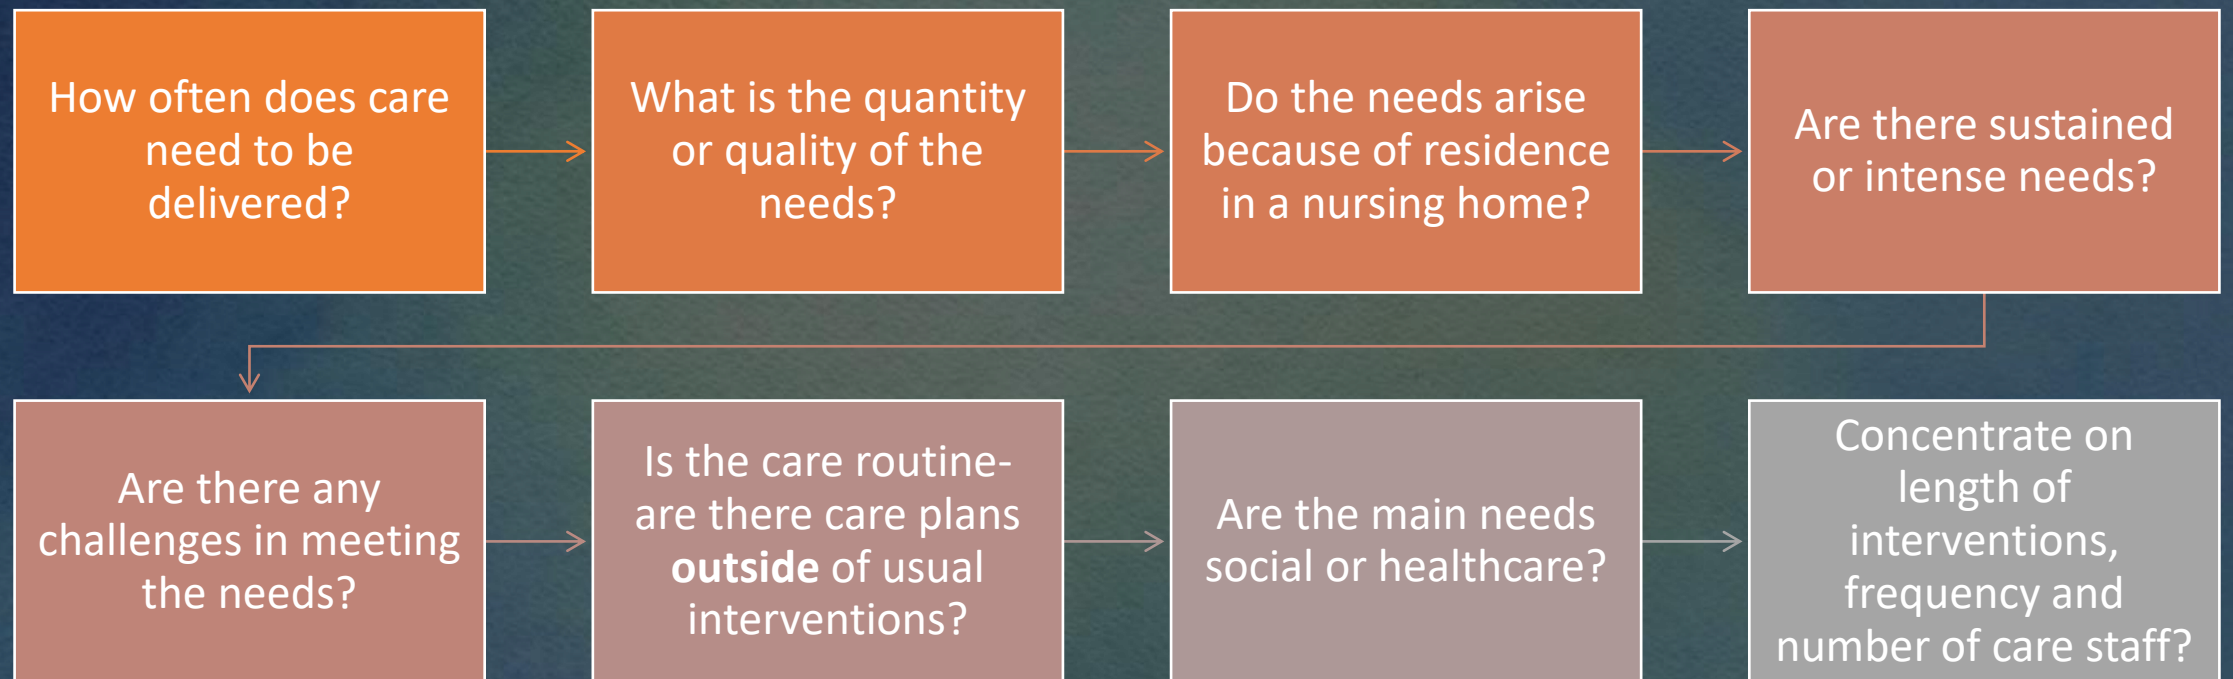 How often does care
need to be
delivered?
What is the quantity
or quality of the
needs?
Do the needs arise
because of residence
in a nursing home?
Are there sustained
or intense needs?
Are there any
challenges in meeting
the needs?
Is the care routine-
are there care plans
outside of usual
interventions?
Are the main needs
social or healthcare?
Concentrate on
length of
interventions,
frequency and
number of care staff?